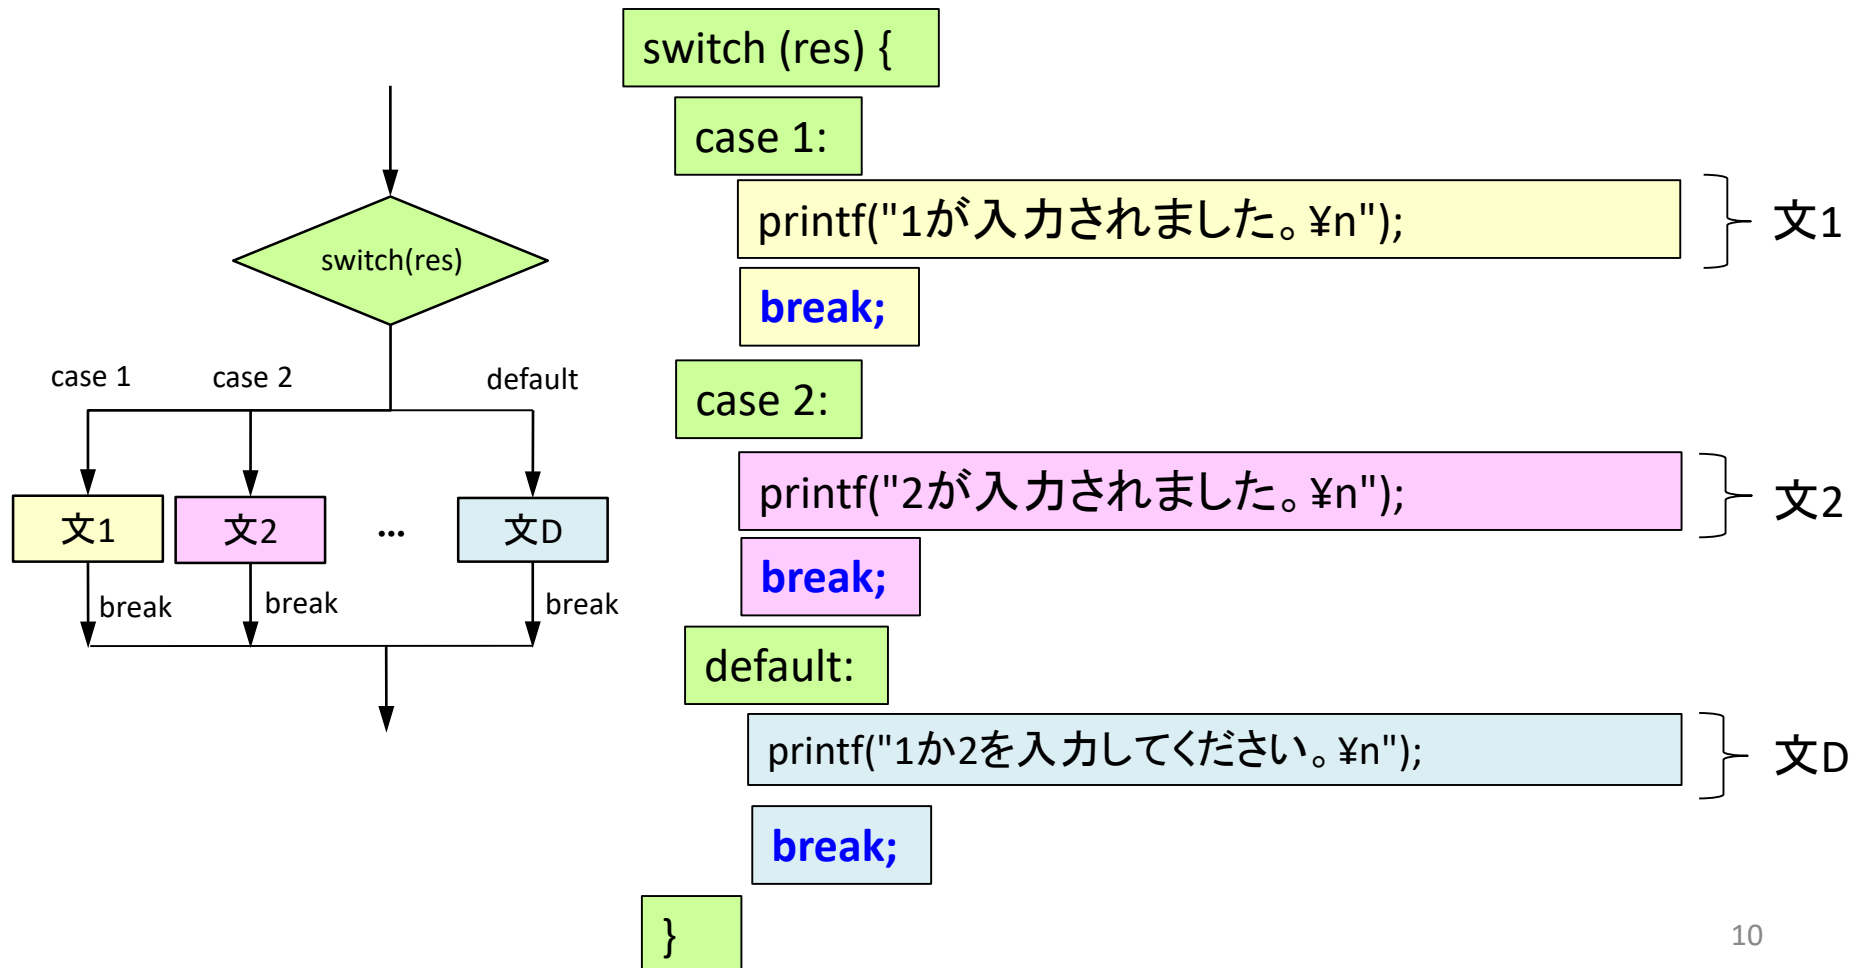 switch(res)
case 1
case 2
default
文1
文2
...
文D
break
break
break
switch (res) {
case 1:
printf("1が入力されました。¥n");
文1
break;
case 2:
printf("2が入力されました。¥n");
文2
break;
default:
printf("1か2を入力してください。¥n");
文D
break;
}
10